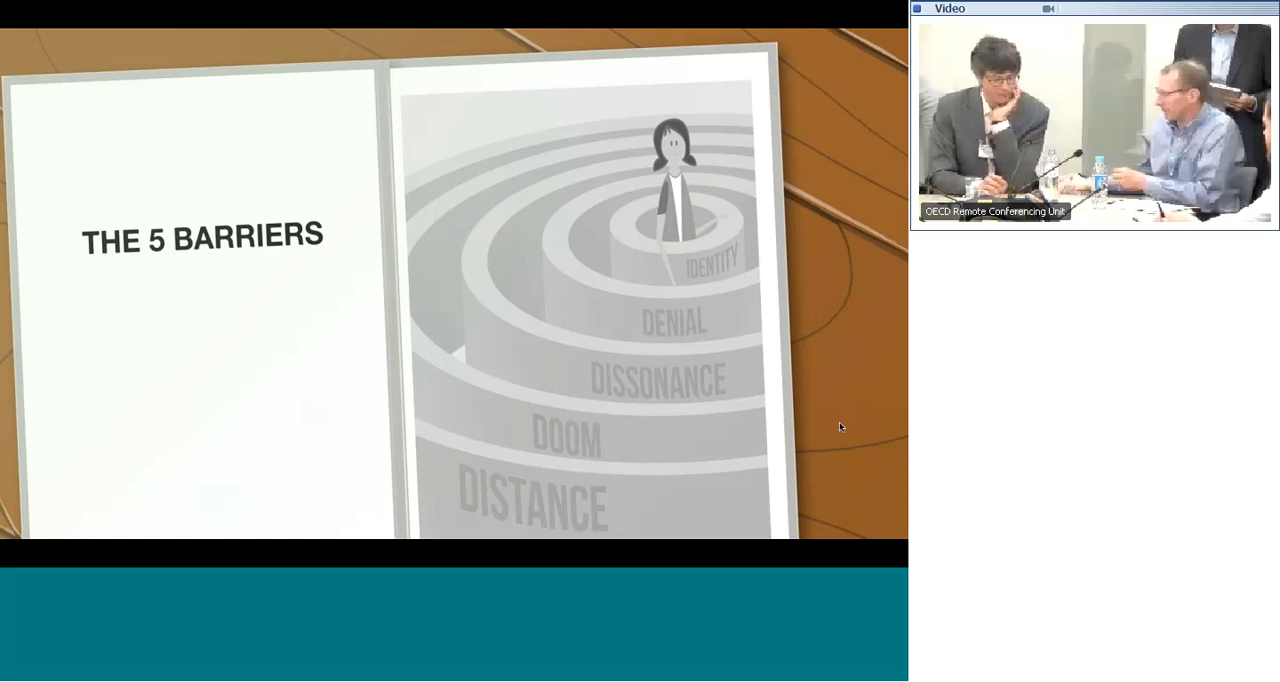 Video
THE 5 BARRIERS
IDENTITY
DENIAL
DISSONANCE
DOOM
DISTANCE
OECD Remote Conferencing Unit